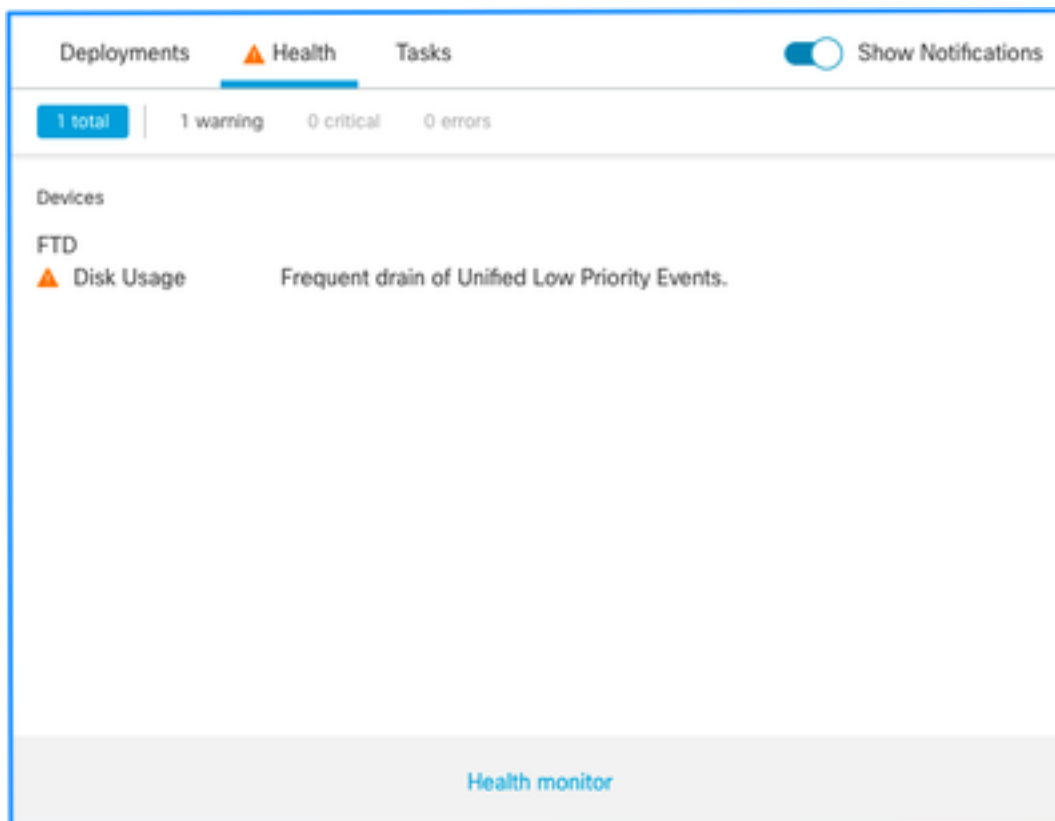 Deployments Health Tasks Show Notifications
1 total 1 warning 0 critical 0 errors
Devices
FTD
Disk Usage Frequent drain of Unified Low Priority Events.
Health monitor